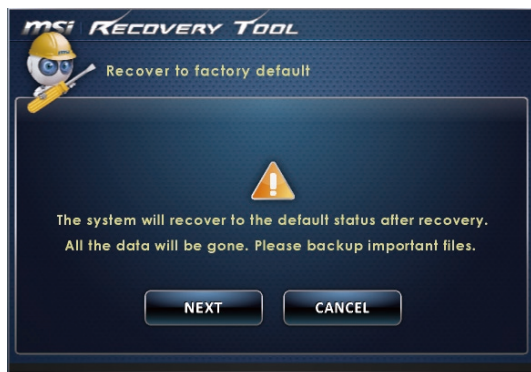 msi RECOVERY TOOL
Recover to factory default
The system will recover to the default status after recovery.
All the data will be gone. Please backup important files.
NEXT
CANCEL